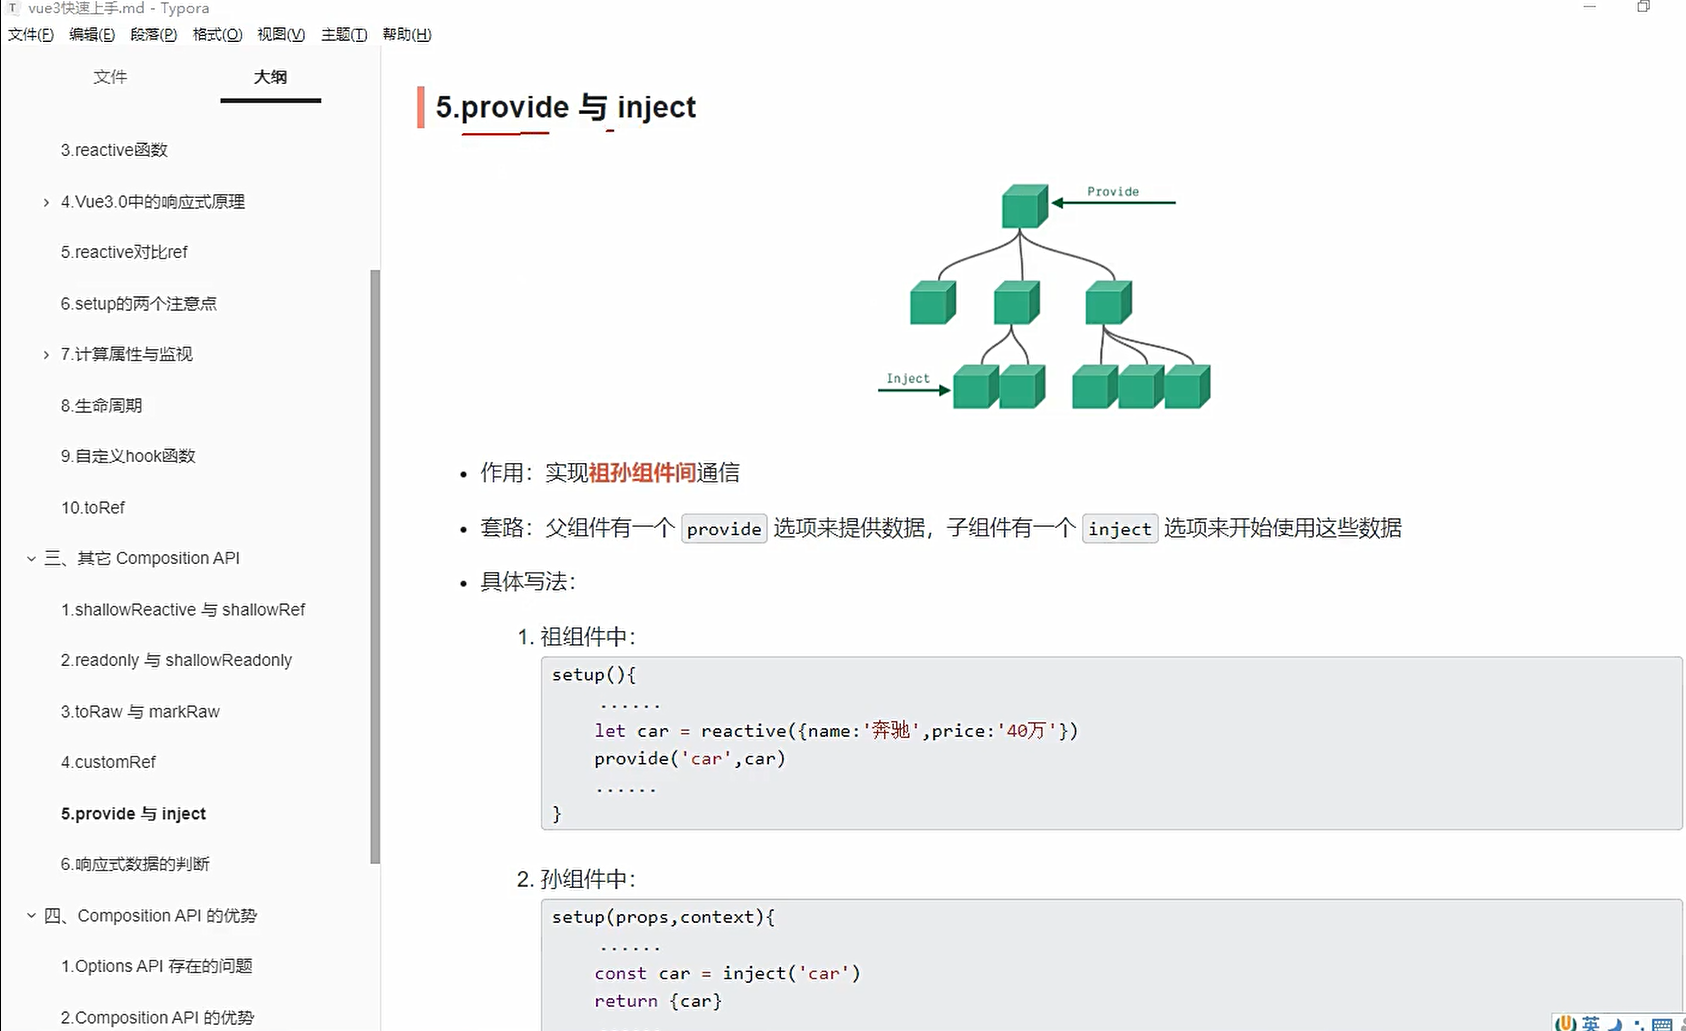 vue3快速上手.md - Typora
文件(F) 编辑(E) 段落(P) 格式(O) 视图(V) 主题(T) 帮助(H)
文件 大纲
3.reactive函数
4.Vue3.0中的响应式原理
5.reactive对比ref
6.setup的两个注意点
7.计算属性与监视
8.生命周期
9.自定义hook函数
10.toRef
三、其它 Composition API
1.shallowReactive 与 shallowRef
2.readonly 与 shallowReadonly
3.toRaw 与 markRaw
4.customRef
5.provide 与 inject
6.响应式数据的判断
四、Composition API 的优势
1.Options API 存在的问题
2.Composition API 的优势
5.provide 与 inject
Provide
Inject
• 作用：实现祖孙组件间通信
• 套路：父组件有一个 provide 选项来提供数据，子组件有一个 inject 选项来开始使用这些数据
• 具体写法：
1. 祖组件中：
setup(){
......
let car = reactive({name:'奔驰',price:'40万'})
provide('car',car)
......
}
2. 孙组件中：
setup(props,context){
......
const car = inject('car')
return {car}
英